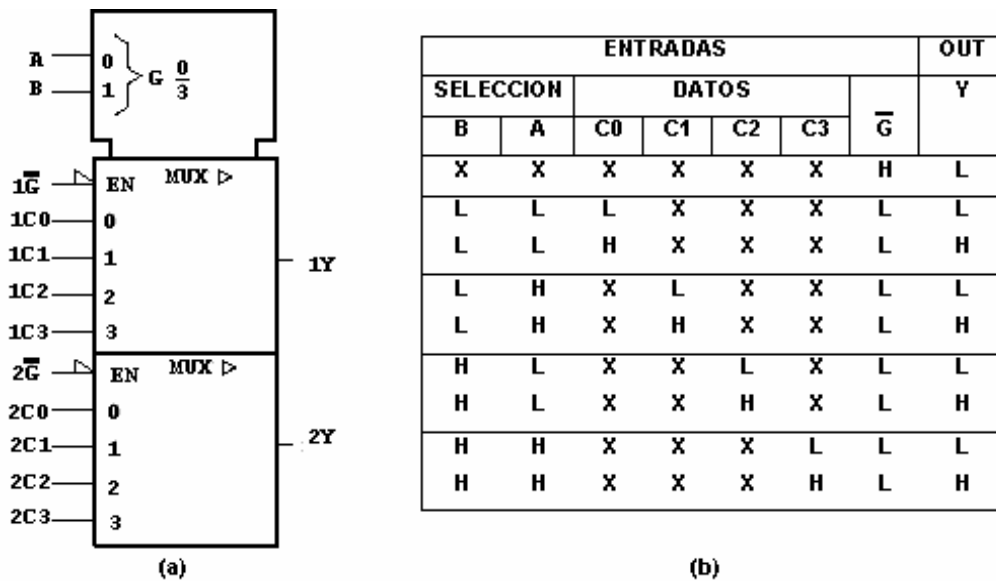 A 0
B 1
G 0/3
1G̅ EN MUX ▷
1C0 0
1C1 1
1Y
1C2 2
1C3 3
2G̅ EN MUX ▷
2C0 0
2C1 1
2Y
2C2 2
2C3 3
(a)
ENTRADAS OUT
SELECCION DATOS G̅ Y
B A C0 C1 C2 C3
X X X X X X H L
L L L X X X L L
L L H X X X L H
L H X L X X L L
L H X H X X L H
H L X X L X L L
H L X X H X L H
H H X X X L L L
H H X X X H L H
(b)